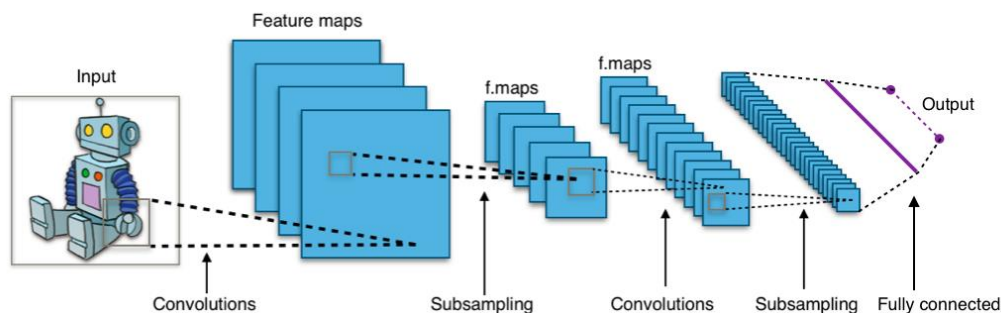 Feature maps
Input
f.maps
f.maps
Output
Convolutions
Subsampling
Convolutions
Subsampling
Fully connected